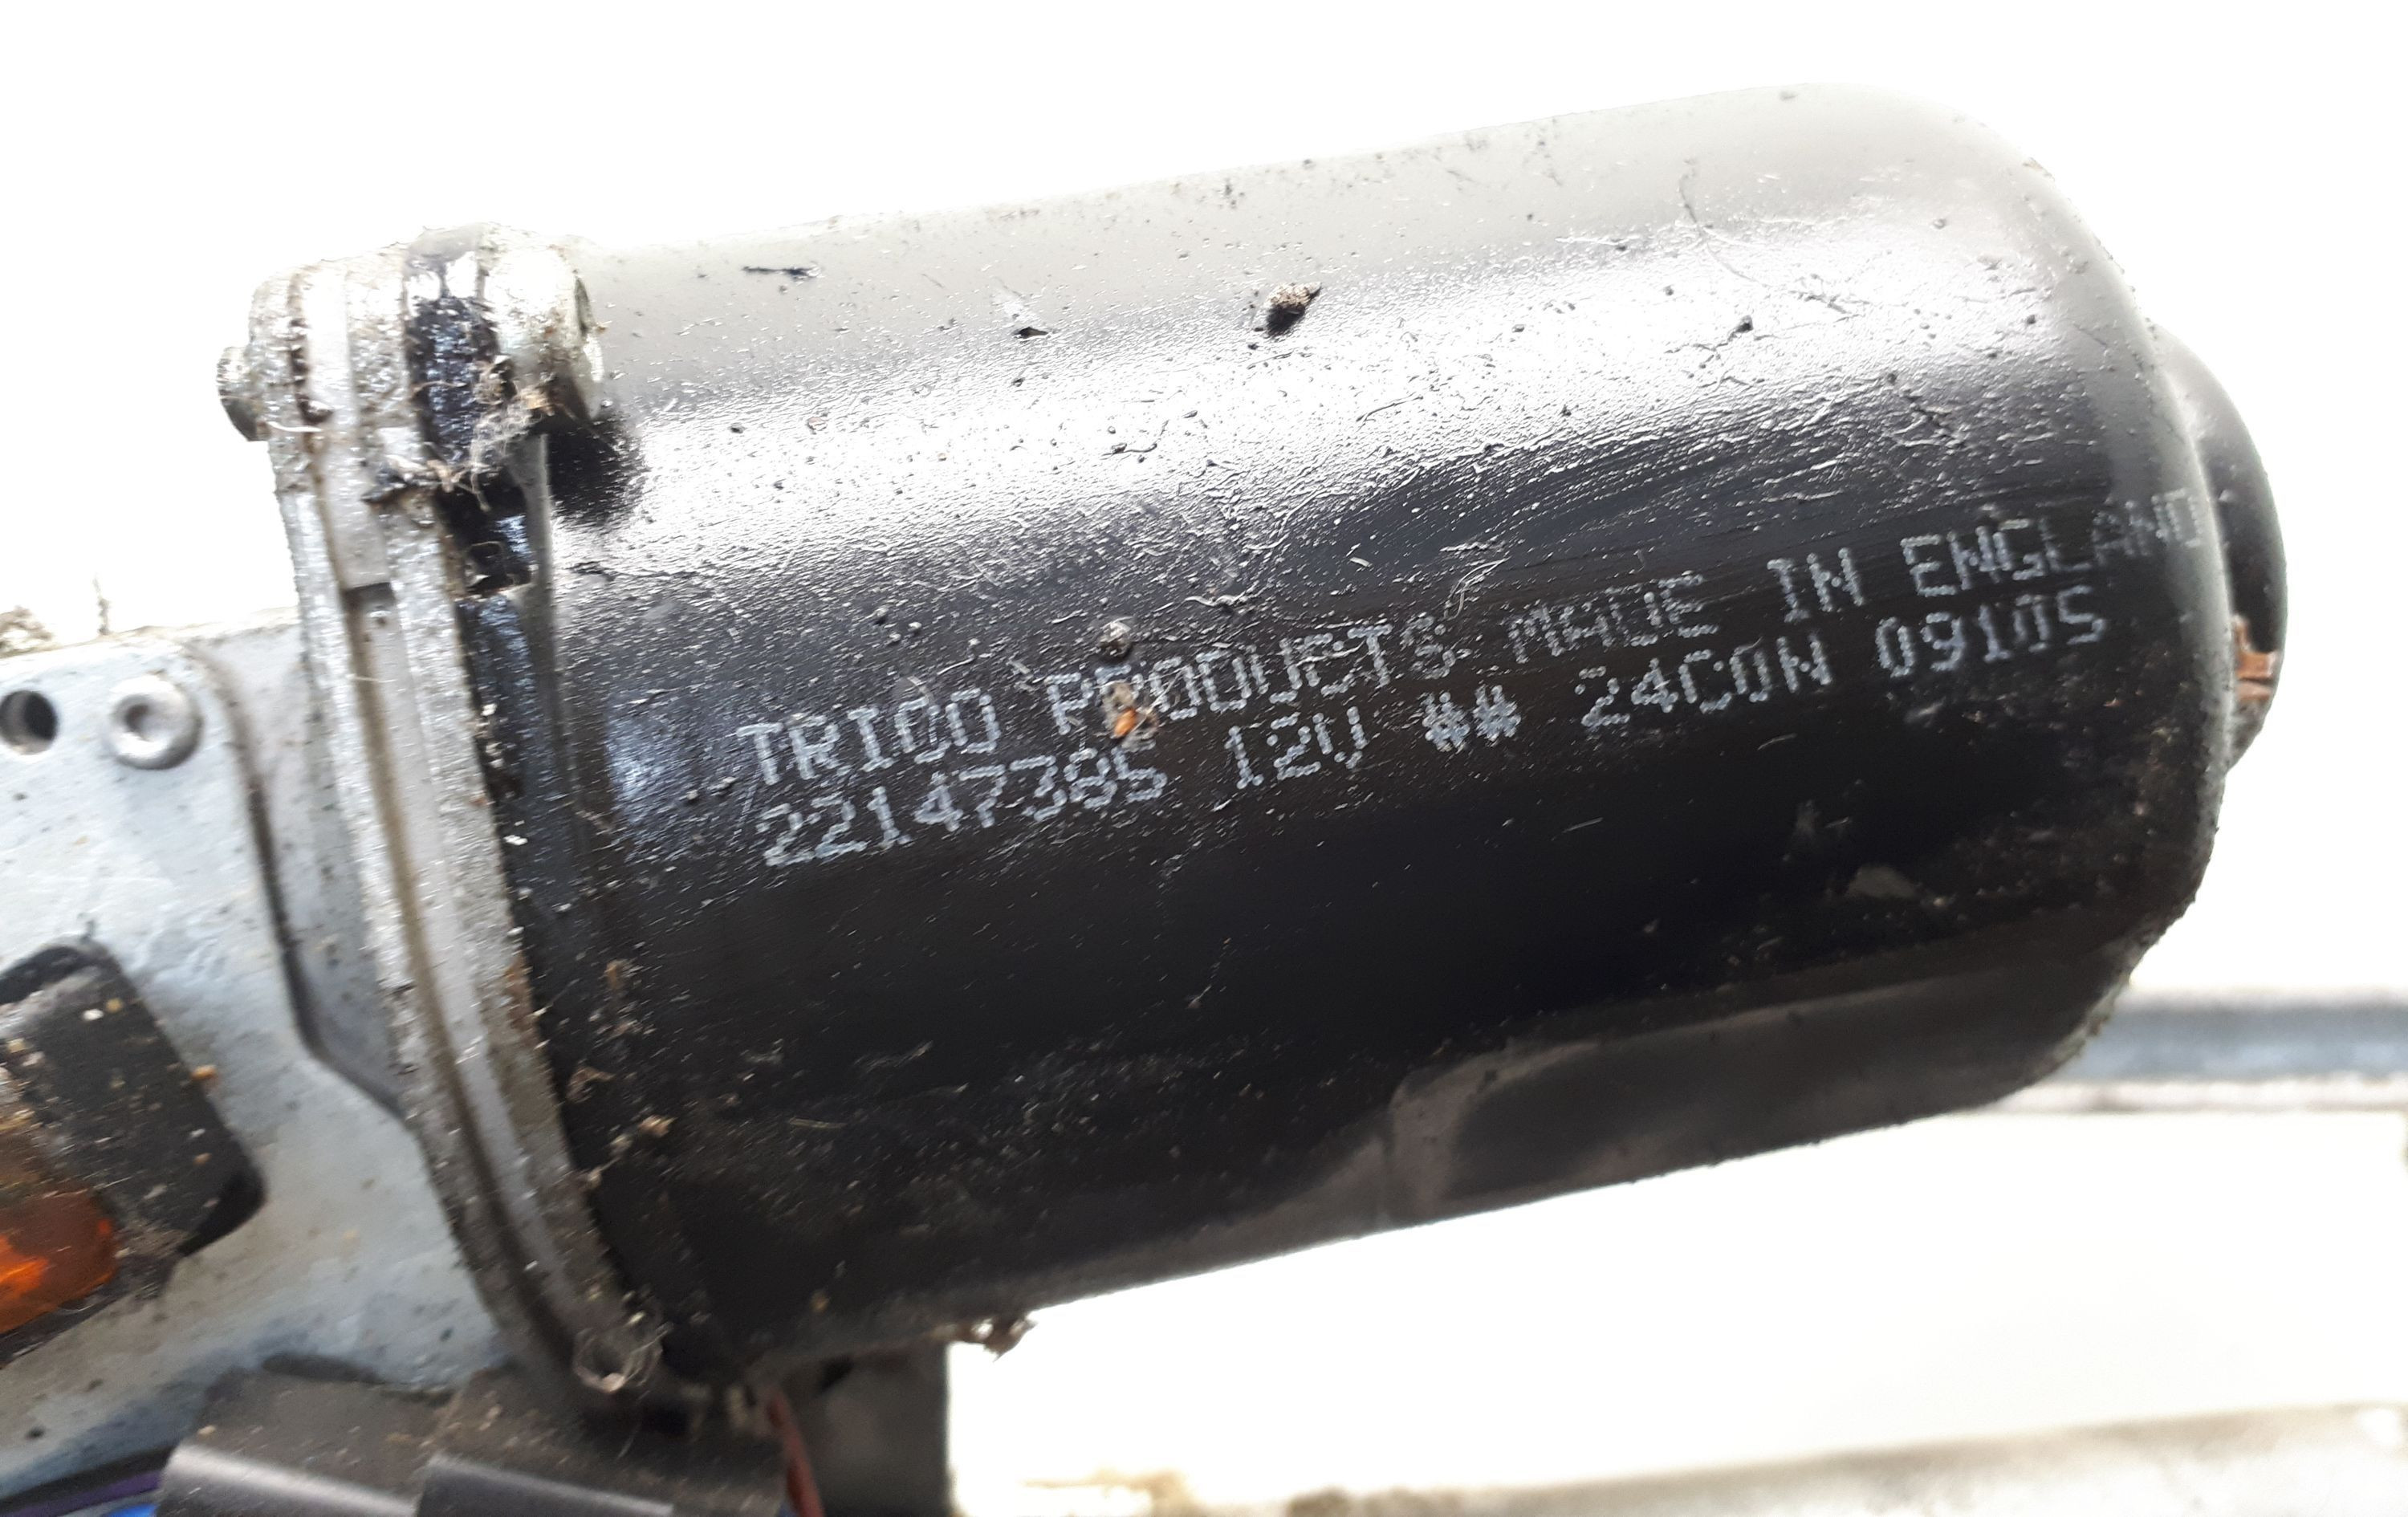 TRICO PRODUCTS MADE IN ENGLAND
22147385 12V ## 24CON 09105